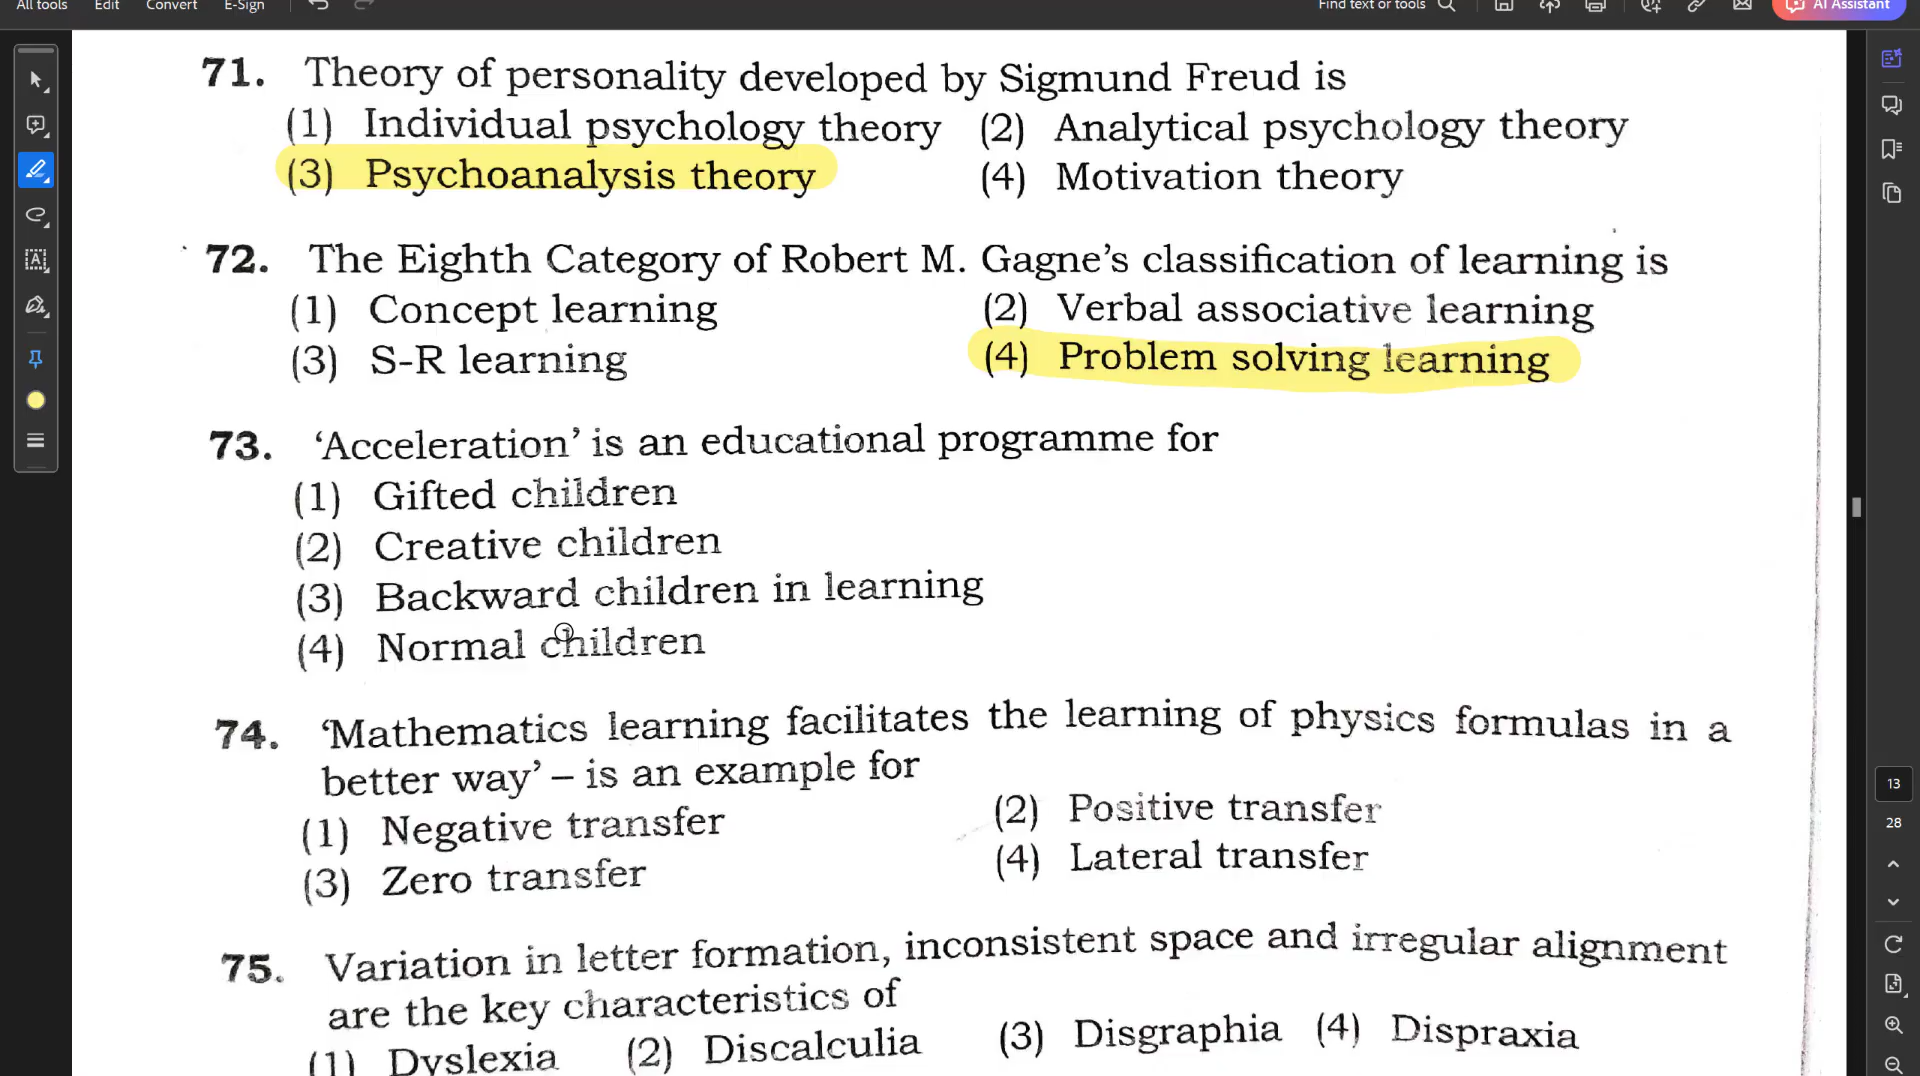 All tools Edit Convert E-Sign Find text or tools AI Assistant
71. Theory of personality developed by Sigmund Freud is
(1) Individual psychology theory (2) Analytical psychology theory
(3) Psychoanalysis theory (4) Motivation theory
72. The Eighth Category of Robert M. Gagne's classification of learning is
(1) Concept learning (2) Verbal associative learning
(3) S-R learning (4) Problem solving learning
73. 'Acceleration' is an educational programme for
(1) Gifted children
(2) Creative children
(3) Backward children in learning
(4) Normal children
74. 'Mathematics learning facilitates the learning of physics formulas in a
better way' – is an example for
(1) Negative transfer (2) Positive transfer
(3) Zero transfer (4) Lateral transfer
75. Variation in letter formation, inconsistent space and irregular alignment
are the key characteristics of
(1) Dyslexia (2) Discalculia (3) Disgraphia (4) Dispraxia
13
28